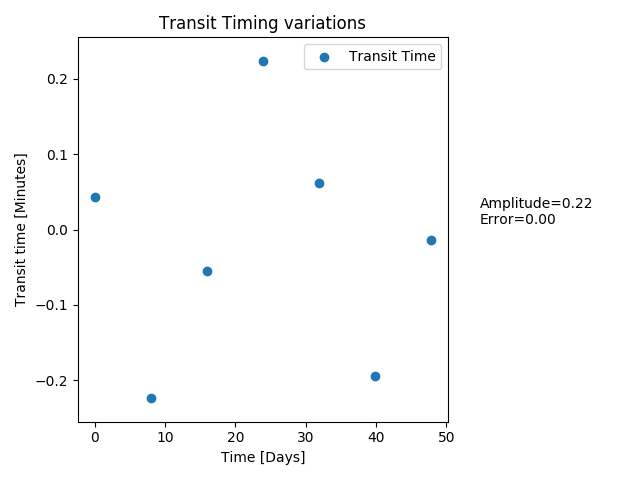 Transit Timing variations
Transit Time
Transit time [Minutes]
0.2
0.1
0.0
−0.1
−0.2
0
10
20
30
40
50
Time [Days]
Amplitude=0.22
Error=0.00